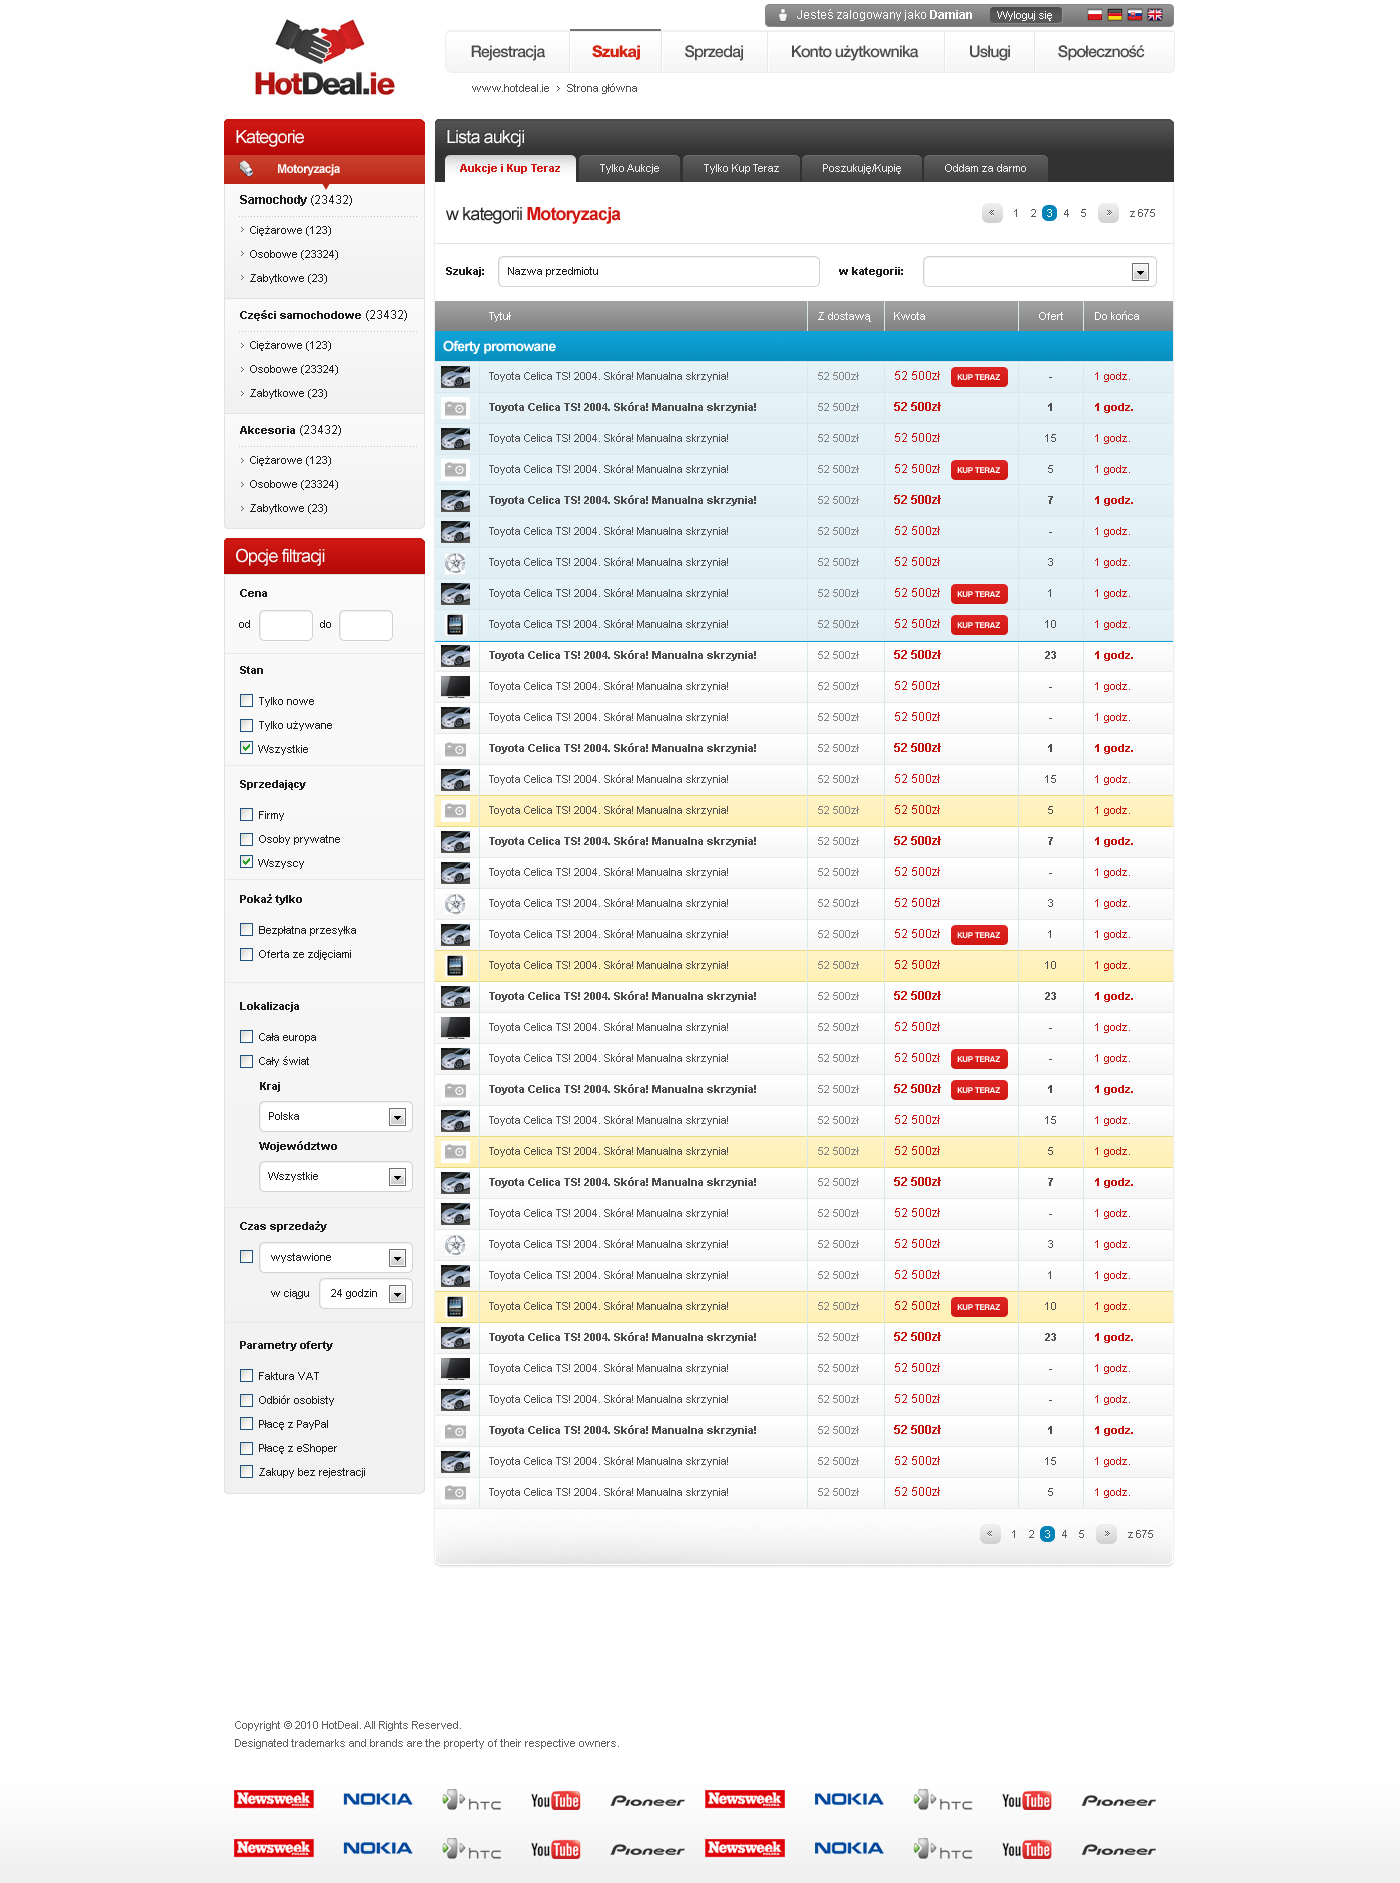 Jesteś zalogowany jako Damian Wyloguj się
HotDeal.ie
Rejestracja Szukaj Sprzedaj Konto użytkownika Usługi Społeczność
www.hotdeal.ie > Strona główna
Kategorie
Motoryzacja
Samochody (23432)
Ciężarowe (123)
Osobowe (23324)
Zabytkowe (23)
Części samochodowe (23432)
Ciężarowe (123)
Osobowe (23324)
Zabytkowe (23)
Akcesoria (23432)
Ciężarowe (123)
Osobowe (23324)
Zabytkowe (23)
Opcje filtracji
Cena
od do
Stan
Tylko nowe
Tylko używane
Wszystkie
Sprzedający
Firmy
Osoby prywatne
Wszyscy
Pokaż tylko
Bezpłatna przesyłka
Oferta ze zdjęciami
Lokalizacja
Cała europa
Cały świat
Kraj
Polska
Województwo
Wszystkie
Czas sprzedaży
wystawione
w ciągu 24 godzin
Parametry oferty
Faktura VAT
Odbiór osobisty
Płacę z PayPal
Płacę z eShoper
Zakupy bez rejestracji
Lista aukcji
Aukcje i Kup Teraz Tylko Aukcje Tylko Kup Teraz Poszukuję/Kupię Oddam za darmo
w kategorii Motoryzacja « 1 2 3 4 5 » z 675
Szukaj: Nazwa przedmiotu w kategorii:
Tytuł Z dostawą Kwota Ofert Do końca
Oferty promowane
Toyota Celica TS! 2004. Skóra! Manualna skrzynia! 52 500zł 52 500zł KUP TERAZ - 1 godz.
Toyota Celica TS! 2004. Skóra! Manualna skrzynia! 52 500zł 52 500zł 1 1 godz.
Toyota Celica TS! 2004. Skóra! Manualna skrzynia! 52 500zł 52 500zł 15 1 godz.
Toyota Celica TS! 2004. Skóra! Manualna skrzynia! 52 500zł 52 500zł KUP TERAZ 5 1 godz.
Toyota Celica TS! 2004. Skóra! Manualna skrzynia! 52 500zł 52 500zł 7 1 godz.
Toyota Celica TS! 2004. Skóra! Manualna skrzynia! 52 500zł 52 500zł - 1 godz.
Toyota Celica TS! 2004. Skóra! Manualna skrzynia! 52 500zł 52 500zł 3 1 godz.
Toyota Celica TS! 2004. Skóra! Manualna skrzynia! 52 500zł 52 500zł KUP TERAZ 1 1 godz.
Toyota Celica TS! 2004. Skóra! Manualna skrzynia! 52 500zł 52 500zł KUP TERAZ 10 1 godz.
Toyota Celica TS! 2004. Skóra! Manualna skrzynia! 52 500zł 52 500zł 23 1 godz.
Toyota Celica TS! 2004. Skóra! Manualna skrzynia! 52 500zł 52 500zł - 1 godz.
Toyota Celica TS! 2004. Skóra! Manualna skrzynia! 52 500zł 52 500zł - 1 godz.
Toyota Celica TS! 2004. Skóra! Manualna skrzynia! 52 500zł 52 500zł 1 1 godz.
Toyota Celica TS! 2004. Skóra! Manualna skrzynia! 52 500zł 52 500zł 15 1 godz.
Toyota Celica TS! 2004. Skóra! Manualna skrzynia! 52 500zł 52 500zł 5 1 godz.
Toyota Celica TS! 2004. Skóra! Manualna skrzynia! 52 500zł 52 500zł 7 1 godz.
Toyota Celica TS! 2004. Skóra! Manualna skrzynia! 52 500zł 52 500zł - 1 godz.
Toyota Celica TS! 2004. Skóra! Manualna skrzynia! 52 500zł 52 500zł 3 1 godz.
Toyota Celica TS! 2004. Skóra! Manualna skrzynia! 52 500zł 52 500zł KUP TERAZ 1 1 godz.
Toyota Celica TS! 2004. Skóra! Manualna skrzynia! 52 500zł 52 500zł 10 1 godz.
Toyota Celica TS! 2004. Skóra! Manualna skrzynia! 52 500zł 52 500zł 23 1 godz.
Toyota Celica TS! 2004. Skóra! Manualna skrzynia! 52 500zł 52 500zł - 1 godz.
Toyota Celica TS! 2004. Skóra! Manualna skrzynia! 52 500zł 52 500zł KUP TERAZ - 1 godz.
Toyota Celica TS! 2004. Skóra! Manualna skrzynia! 52 500zł 52 500zł KUP TERAZ 1 1 godz.
Toyota Celica TS! 2004. Skóra! Manualna skrzynia! 52 500zł 52 500zł 15 1 godz.
Toyota Celica TS! 2004. Skóra! Manualna skrzynia! 52 500zł 52 500zł 5 1 godz.
Toyota Celica TS! 2004. Skóra! Manualna skrzynia! 52 500zł 52 500zł 7 1 godz.
Toyota Celica TS! 2004. Skóra! Manualna skrzynia! 52 500zł 52 500zł - 1 godz.
Toyota Celica TS! 2004. Skóra! Manualna skrzynia! 52 500zł 52 500zł 3 1 godz.
Toyota Celica TS! 2004. Skóra! Manualna skrzynia! 52 500zł 52 500zł 1 1 godz.
Toyota Celica TS! 2004. Skóra! Manualna skrzynia! 52 500zł 52 500zł KUP TERAZ 10 1 godz.
Toyota Celica TS! 2004. Skóra! Manualna skrzynia! 52 500zł 52 500zł 23 1 godz.
Toyota Celica TS! 2004. Skóra! Manualna skrzynia! 52 500zł 52 500zł - 1 godz.
Toyota Celica TS! 2004. Skóra! Manualna skrzynia! 52 500zł 52 500zł - 1 godz.
Toyota Celica TS! 2004. Skóra! Manualna skrzynia! 52 500zł 52 500zł 1 1 godz.
Toyota Celica TS! 2004. Skóra! Manualna skrzynia! 52 500zł 52 500zł 15 1 godz.
Toyota Celica TS! 2004. Skóra! Manualna skrzynia! 52 500zł 52 500zł 5 1 godz.
« 1 2 3 4 5 » z 675
Copyright © 2010 HotDeal. All Rights Reserved.
Designated trademarks and brands are the property of their respective owners.
Newsweek POLSKA NOKIA hTC YouTube Pioneer Newsweek POLSKA NOKIA hTC YouTube Pioneer
Newsweek POLSKA NOKIA hTC YouTube Pioneer Newsweek POLSKA NOKIA hTC YouTube Pioneer